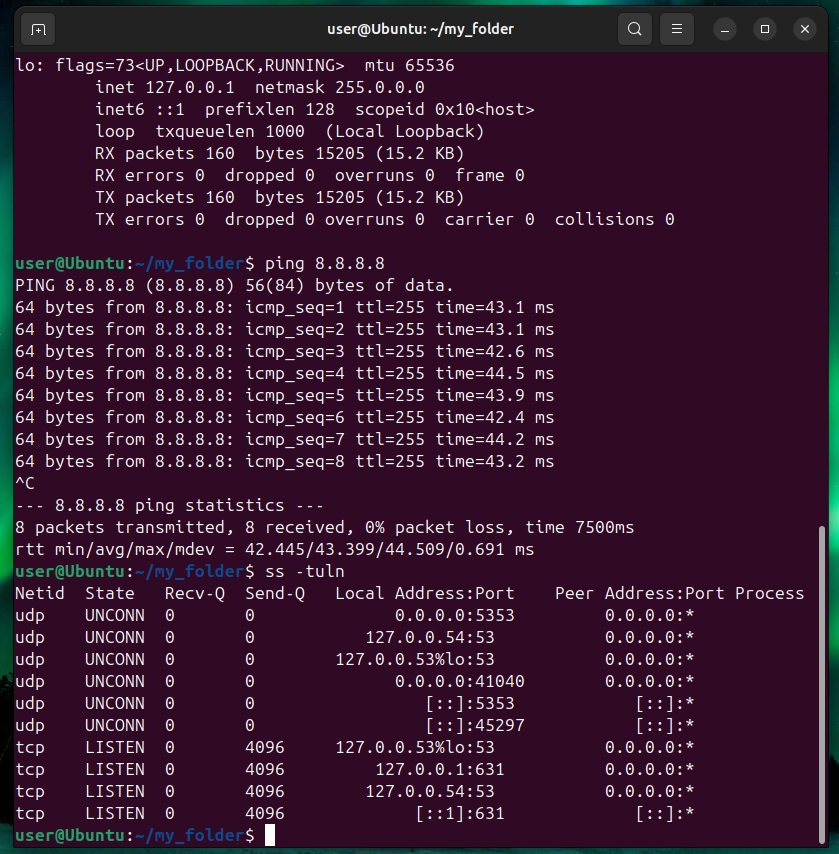 user@Ubuntu: ~/my_folder
lo: flags=73<UP,LOOPBACK,RUNNING>  mtu 65536
        inet 127.0.0.1  netmask 255.0.0.0
        inet6 ::1  prefixlen 128  scopeid 0x10<host>
        loop  txqueuelen 1000  (Local Loopback)
        RX packets 160  bytes 15205 (15.2 KB)
        RX errors 0  dropped 0  overruns 0  frame 0
        TX packets 160  bytes 15205 (15.2 KB)
        TX errors 0  dropped 0 overruns 0  carrier 0  collisions 0

user@Ubuntu:~/my_folder$ ping 8.8.8.8
PING 8.8.8.8 (8.8.8.8) 56(84) bytes of data.
64 bytes from 8.8.8.8: icmp_seq=1 ttl=255 time=43.1 ms
64 bytes from 8.8.8.8: icmp_seq=2 ttl=255 time=43.1 ms
64 bytes from 8.8.8.8: icmp_seq=3 ttl=255 time=42.6 ms
64 bytes from 8.8.8.8: icmp_seq=4 ttl=255 time=44.5 ms
64 bytes from 8.8.8.8: icmp_seq=5 ttl=255 time=43.9 ms
64 bytes from 8.8.8.8: icmp_seq=6 ttl=255 time=42.4 ms
64 bytes from 8.8.8.8: icmp_seq=7 ttl=255 time=44.2 ms
64 bytes from 8.8.8.8: icmp_seq=8 ttl=255 time=43.2 ms
^C
--- 8.8.8.8 ping statistics ---
8 packets transmitted, 8 received, 0% packet loss, time 7500ms
rtt min/avg/max/mdev = 42.445/43.399/44.509/0.691 ms
user@Ubuntu:~/my_folder$ ss -tuln
Netid  State   Recv-Q  Send-Q   Local Address:Port    Peer Address:Port Process
udp    UNCONN  0       0              0.0.0.0:5353         0.0.0.0:*
udp    UNCONN  0       0           127.0.0.54:53           0.0.0.0:*
udp    UNCONN  0       0        127.0.0.53%lo:53           0.0.0.0:*
udp    UNCONN  0       0              0.0.0.0:41040        0.0.0.0:*
udp    UNCONN  0       0                 [::]:5353            [::]:*
udp    UNCONN  0       0                 [::]:45297           [::]:*
tcp    LISTEN  0       4096     127.0.0.53%lo:53           0.0.0.0:*
tcp    LISTEN  0       4096         127.0.0.1:631          0.0.0.0:*
tcp    LISTEN  0       4096        127.0.0.54:53           0.0.0.0:*
tcp    LISTEN  0       4096             [::1]:631             [::]:*
user@Ubuntu:~/my_folder$